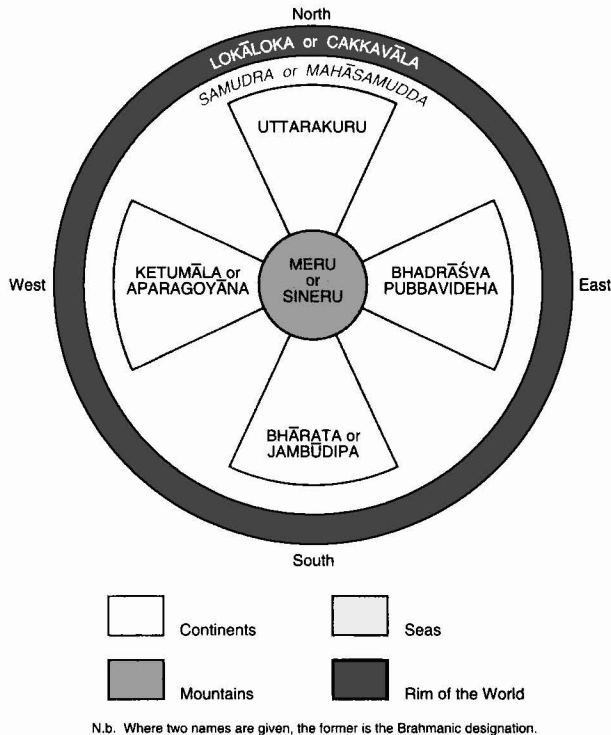 North
LOKĀLOKA or CAKKAVĀLA
SAMUDRA or MAHĀSAMUDDA
UTTARAKURU
West
KETUMĀLA or
APARAGOYĀNA
MERU
or
SINERU
BHADRĀŚVA
PUBBAVIDEHA
East
BHĀRATA or
JAMBŪDIPA
South
Continents
Seas
Mountains
Rim of the World
N.b. Where two names are given, the former is the Brahmanic designation.